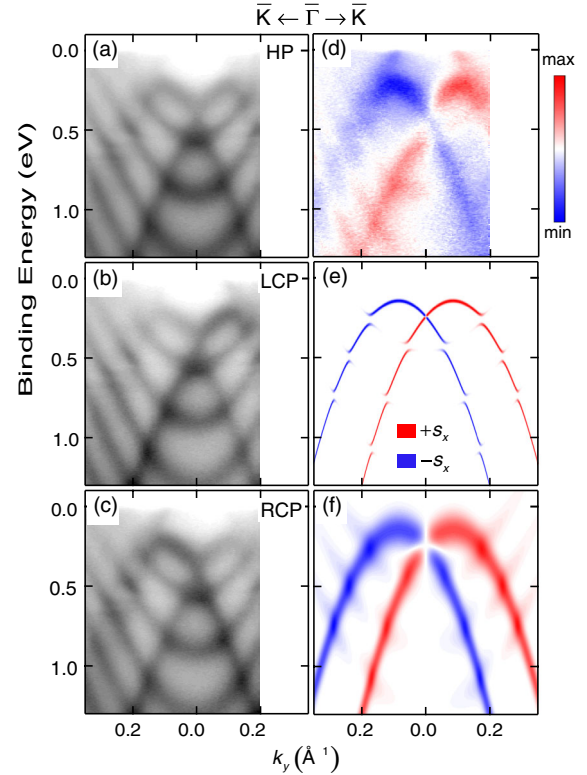 K̅ ← Γ̅ → K̅
(a) HP (d) max
min
(b) LCP (e)
+sₓ
−sₓ
(c) RCP (f)
Binding Energy (eV)
0.0
0.5
1.0
0.0
0.5
1.0
0.0
0.5
1.0
0.2 0.0 0.2 0.2 0.0 0.2
k_y (Å ¹)